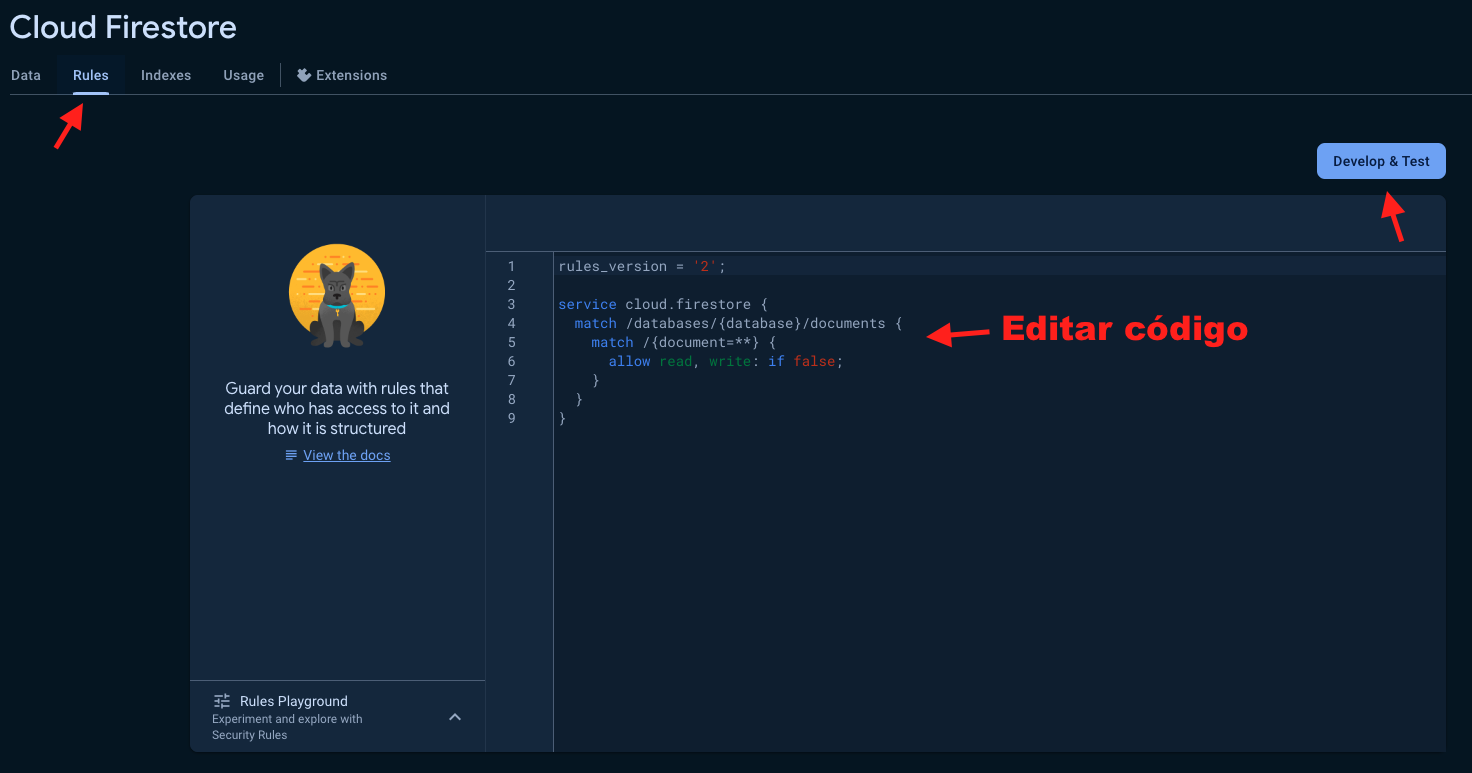 Cloud Firestore
Data Rules Indexes Usage Extensions
Develop & Test
Guard your data with rules that
define who has access to it and
how it is structured
View the docs
1 rules_version = '2';
2
3 service cloud.firestore {
4 match /databases/{database}/documents {
5 match /{document=**} {
6 allow read, write: if false;
7 }
8 }
9 }
Editar código
Rules Playground
Experiment and explore with
Security Rules